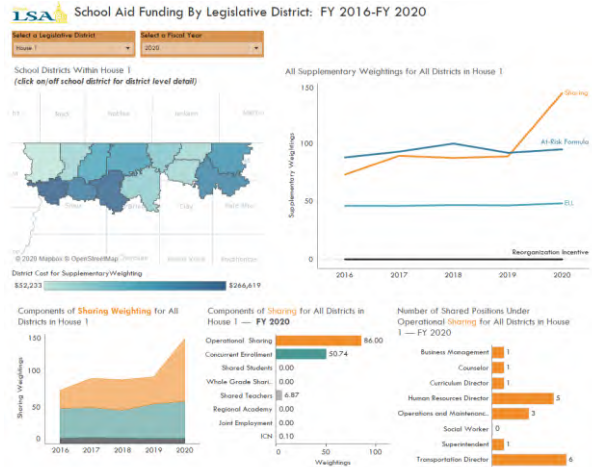 LSA School Aid Funding By Legislative District: FY 2016-FY 2020
Select a Legislative District
House 1
Select a Fiscal Year
2020
School Districts Within House 1
(click on/off school district for district level detail)
© 2020 Mapbox © OpenStreetMap
District Cost for SupplementaryWeighting
$32,233
$266,619
All Supplementary Weightings for All Districts in House 1
Supplementary Weightings
150
100
50
0
Sharing
At-Risk Formula
ELL
Reorganization Incentive
2016 2017 2018 2019 2020
Components of Sharing Weighting for All
Districts in House 1
Sharing Weightings
150
100
50
0
2016 2017 2018 2019 2020
Components of Sharing for All Districts in
House 1 — FY 2020
Operational Sharing 86.00
Concurrent Enrollment 50.74
Shared Students 0.00
Whole Grade Shari.. 0.00
Shared Teachers 6.87
Regional Academy 0.00
Joint Employment 0.00
ICN 0.10
0 50 100
Weightings
Number of Shared Positions Under
Operational Sharing for All Districts in House
1 — FY 2020
Business Management 1
Counselor 1
Curriculum Director 1
Human Resources Director 5
Operations and Maintenanc.. 3
Social Worker 0
Superintendent 1
Transportation Director 6